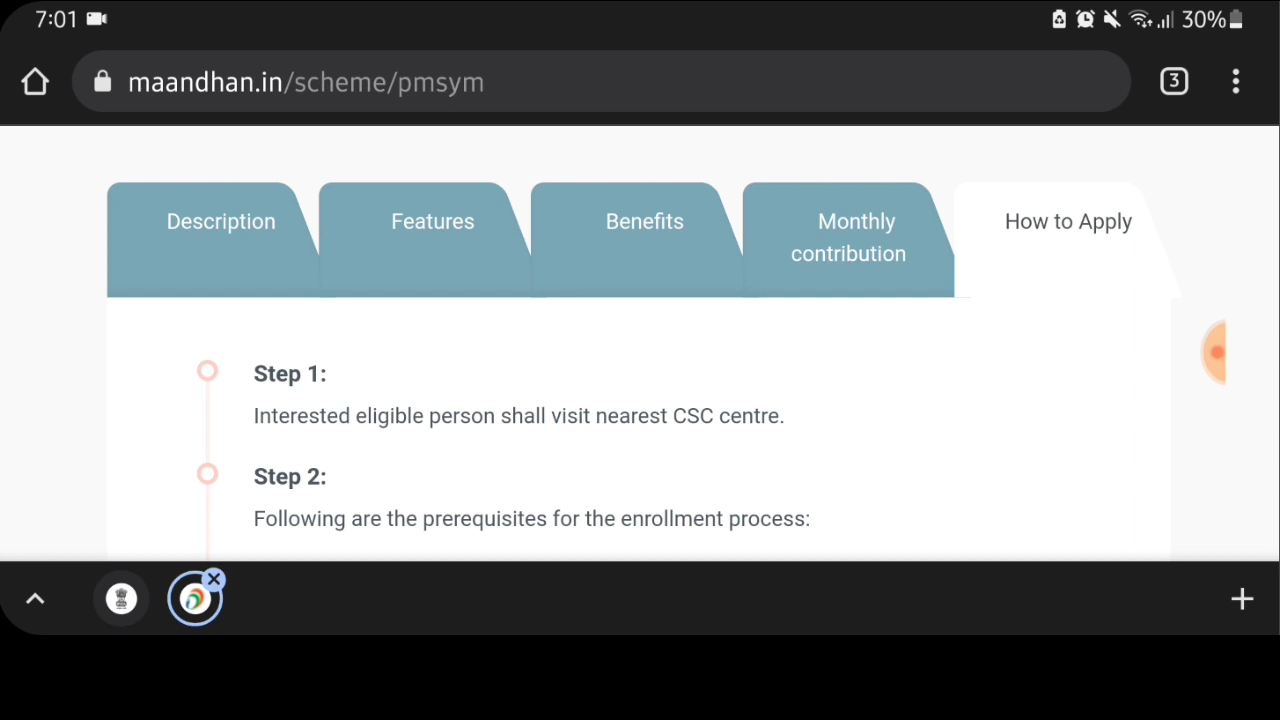 7:01
30%
maandhan.in/scheme/pmsym
3
Description
Features
Benefits
Monthly
contribution
How to Apply
Step 1:
Interested eligible person shall visit nearest CSC centre.
Step 2:
Following are the prerequisites for the enrollment process: